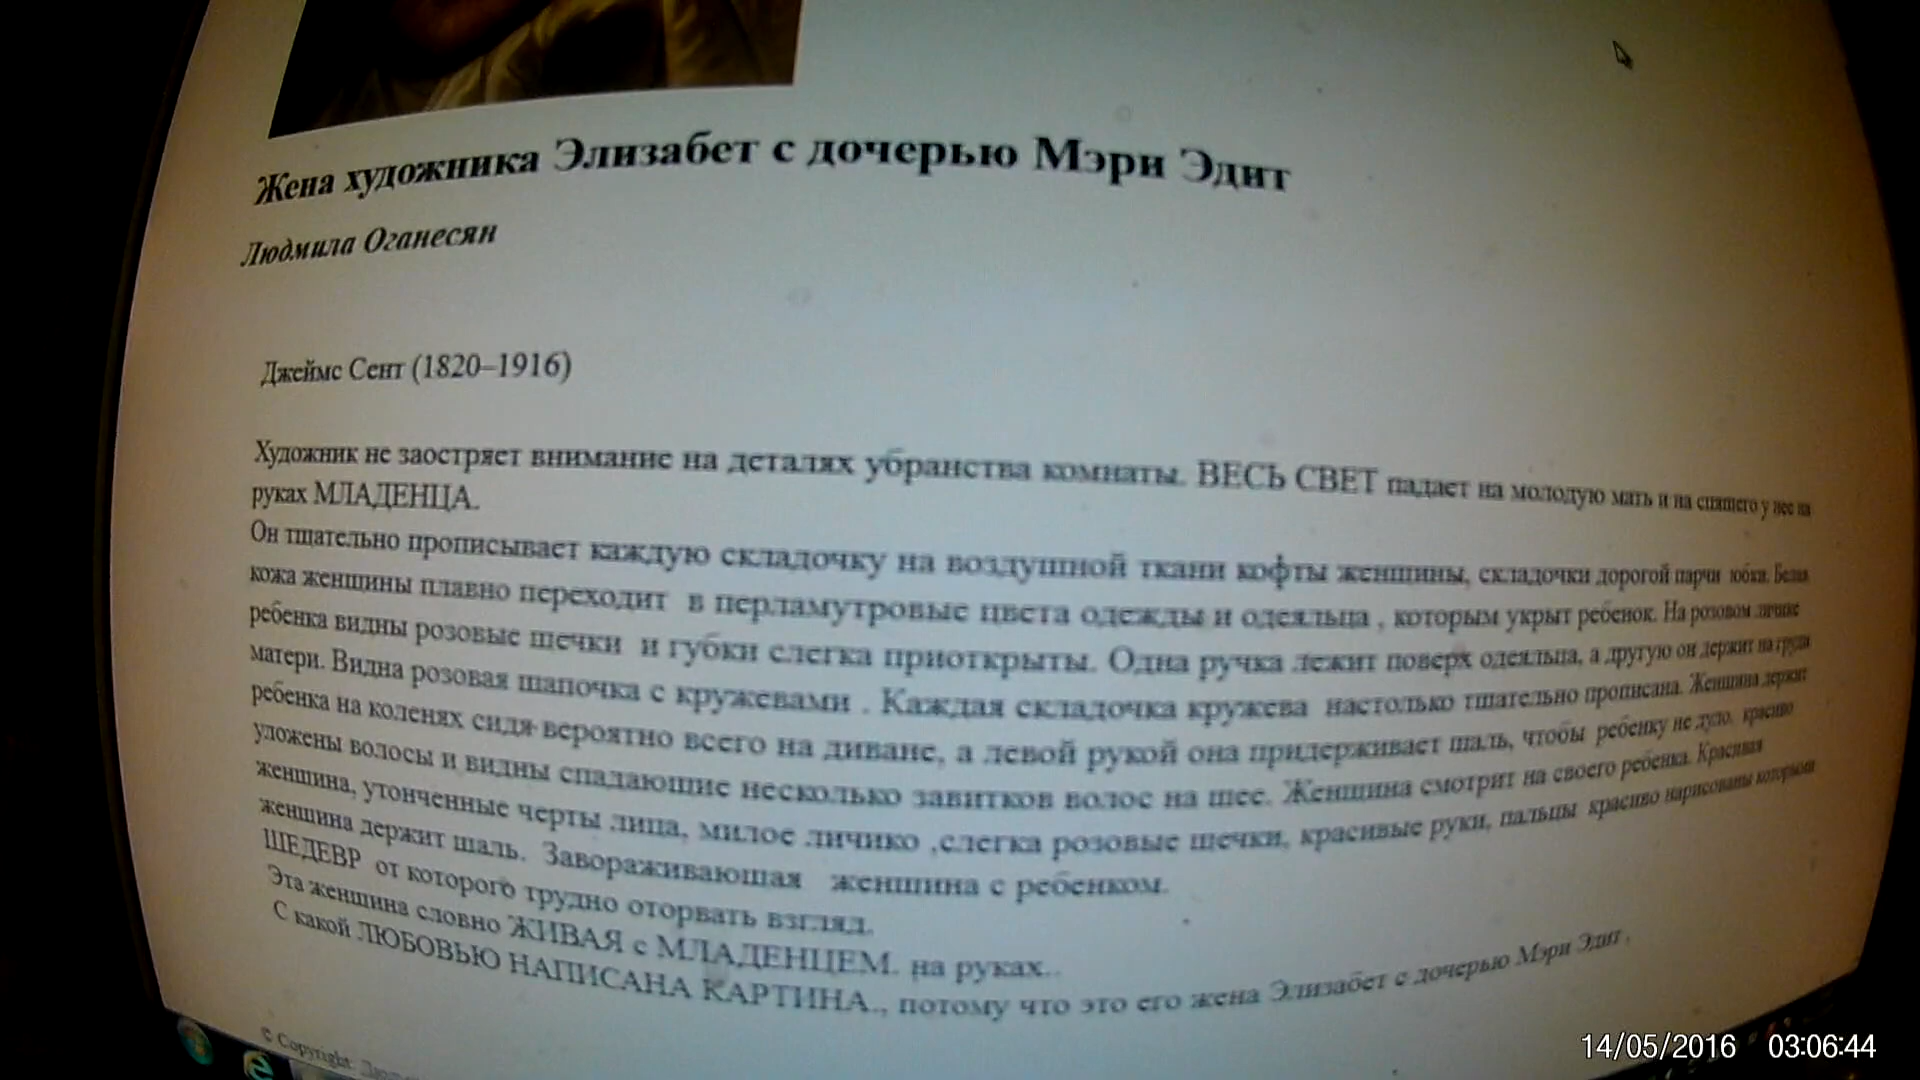 Жена художника Элизабет с дочерью Мэри Эдит
Людмила Оганесян
Джеймс Сент (1820–1916)
Художник не заостряет внимание на деталях убранства комнаты. ВЕСЬ СВЕТ падает на молодую мать и на спящего у нее на
руках МЛАДЕНЦА.
Он тщательно прописывает каждую складочку на воздушной ткани кофты женщины, складочки дорогой парчи юбки. Белая
кожа женщины плавно переходит в перламутровые цвета одежды и одеяльца , которым укрыт ребенок. На розовом личике
ребенка видны розовые щечки и губки слегка приоткрыты. Одна ручка лежит поверх одеяльца, а другую он держит на груди
матери. Видна розовая шапочка с кружевами . Каждая складочка кружева настолько тщательно прописана. Женщина держит
ребенка на коленях сидя вероятно всего на диване, а левой рукой она придерживает шаль, чтобы ребенку не дуло. красиво
уложены волосы и видны спадающие несколько завитков волос на шее. Женщина смотрит на своего ребенка. Красивая
женщина, утонченные черты лица, милое личико ,слегка розовые щечки, красивые руки, пальцы красиво нарисованы которыми
женщина держит шаль. Завораживающая женщина с ребенком.
ШЕДЕВР от которого трудно оторвать взгляд.
Эта женщина словно ЖИВАЯ с МЛАДЕНЦЕМ. на руках..
С какой ЛЮБОВЬЮ НАПИСАНА КАРТИНА., потому что это его жена Элизабет с дочерью Мэри Эдит .
© Copyright:
14/05/2016 03:06:44